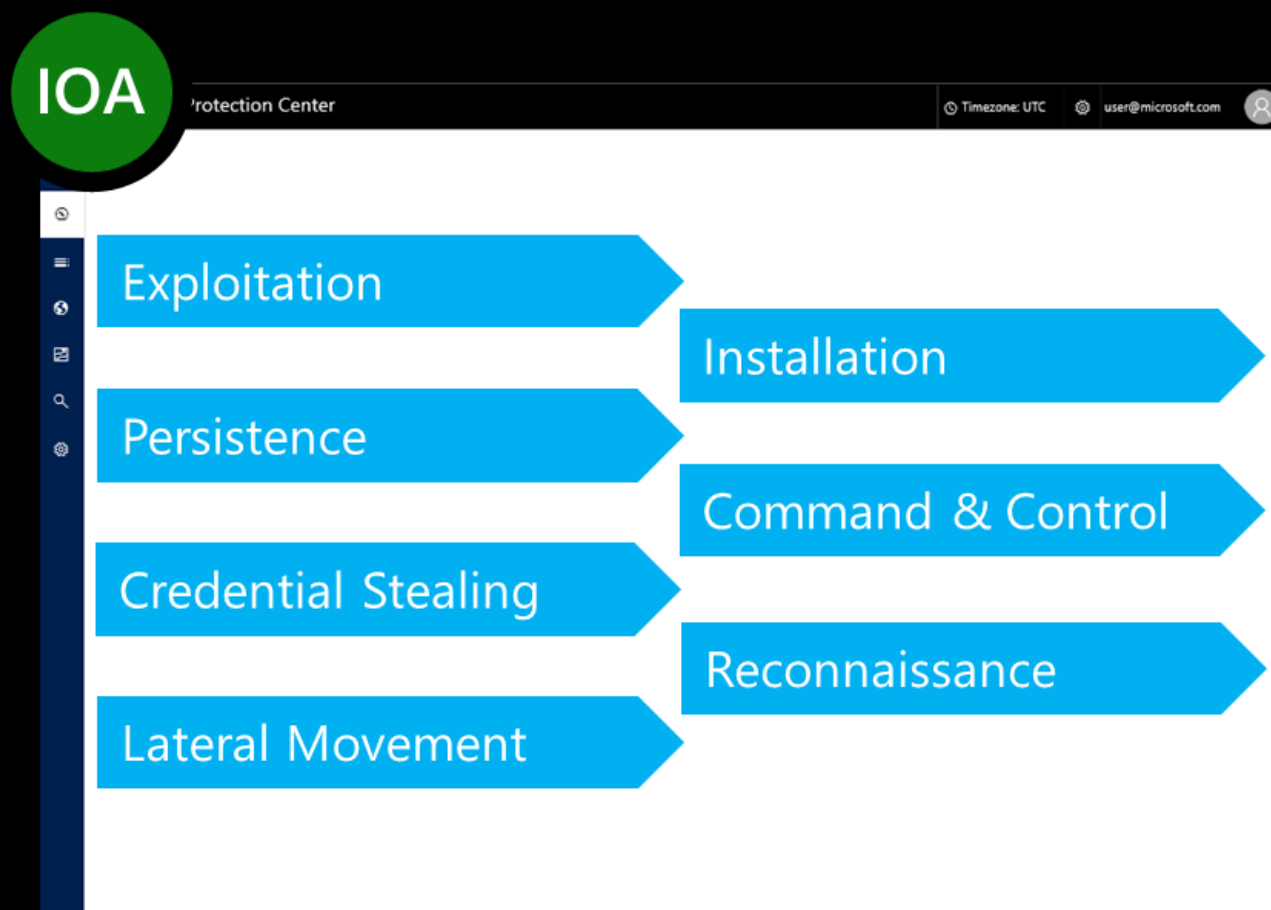 IOA
Protection Center
Timezone: UTC
user@microsoft.com
Exploitation
Installation
Persistence
Command & Control
Credential Stealing
Reconnaissance
Lateral Movement